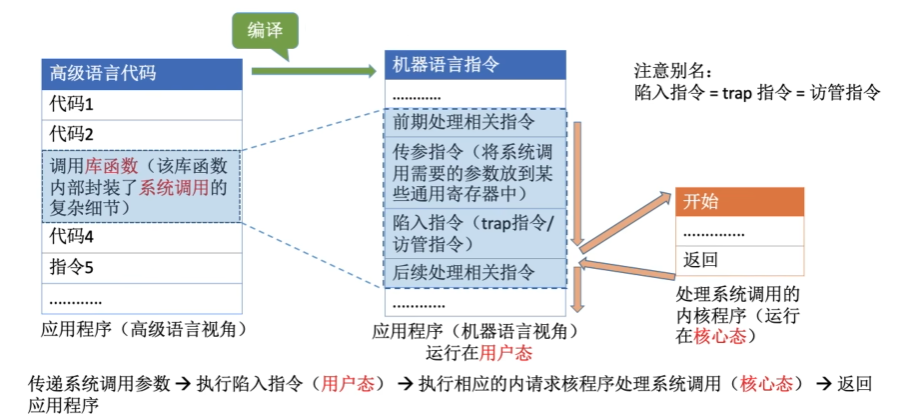 编译
高级语言代码
代码1
代码2
调用库函数（该库函数
内部封装了系统调用的
复杂细节）
代码4
指令5
............
应用程序（高级语言视角）
机器语言指令
............
前期处理相关指令
传参指令（将系统调
用需要的参数放到某
些通用寄存器中）
陷入指令（trap指令/
访管指令）
后续处理相关指令
............
应用程序（机器语言视角）
运行在用户态
注意别名：
陷入指令 = trap 指令 = 访管指令
开始
..............
返回
处理系统调用的
内核程序（运行
在核心态）
传递系统调用参数 → 执行陷入指令（用户态） → 执行相应的内请求核程序处理系统调用（核心态） → 返回
应用程序